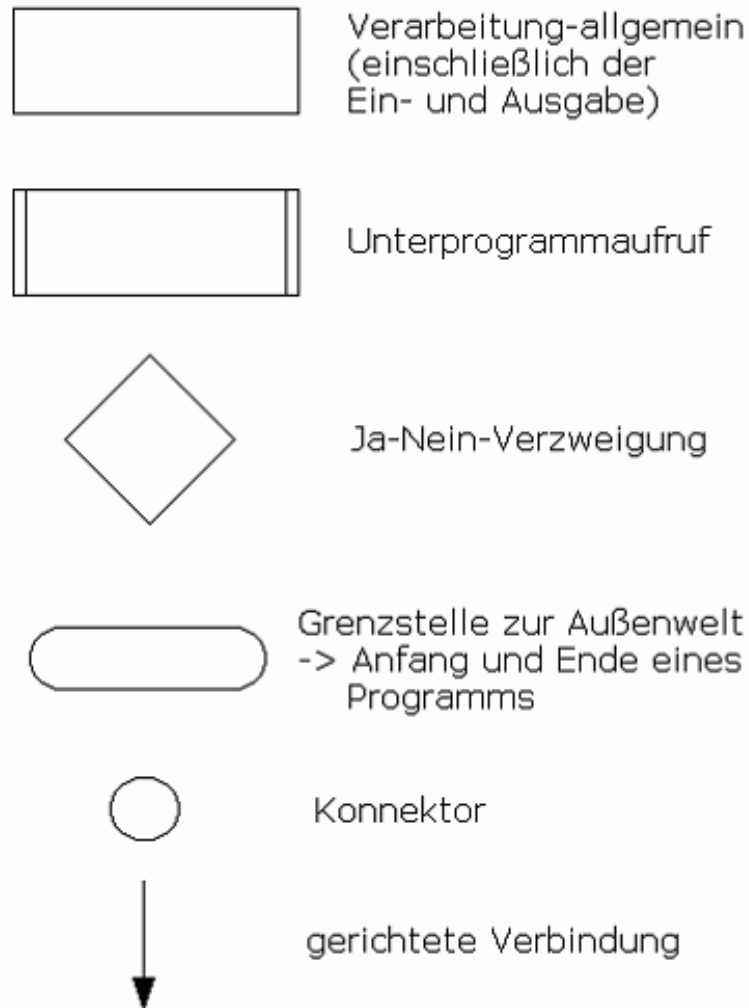 Verarbeitung-allgemein
(einschließlich der
Ein- und Ausgabe)
Unterprogrammaufruf
Ja-Nein-Verzweigung
Grenzstelle zur Außenwelt
-> Anfang und Ende eines
Programms
Konnektor
gerichtete Verbindung